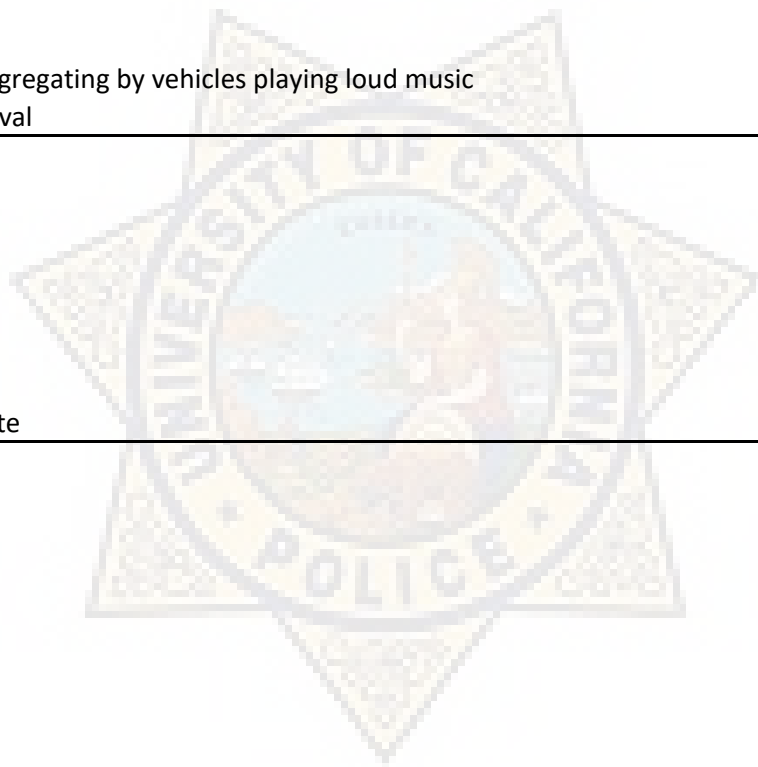 gregating by vehicles playing loud music
val
te
UNIVERSITY OF CALIFORNIA
POLICE